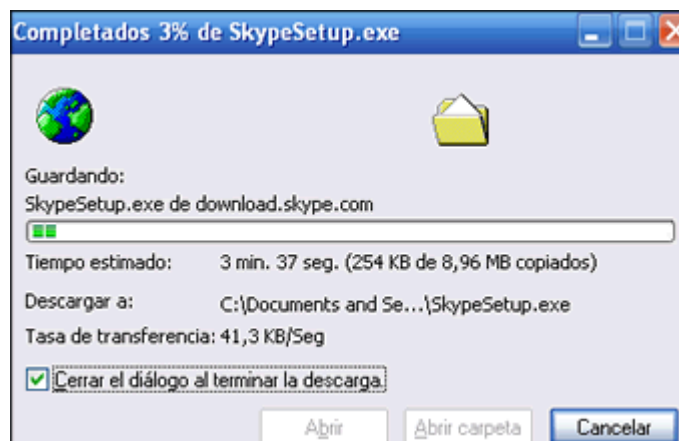 Completados 3% de SkypeSetup.exe
Guardando:
SkypeSetup.exe de download.skype.com
Tiempo estimado: 3 min. 37 seg. (254 KB de 8,96 MB copiados)
Descargar a: C:\Documents and Se...\SkypeSetup.exe
Tasa de transferencia: 41,3 KB/Seg
Cerrar el diálogo al terminar la descarga.
Abrir Abrir carpeta Cancelar